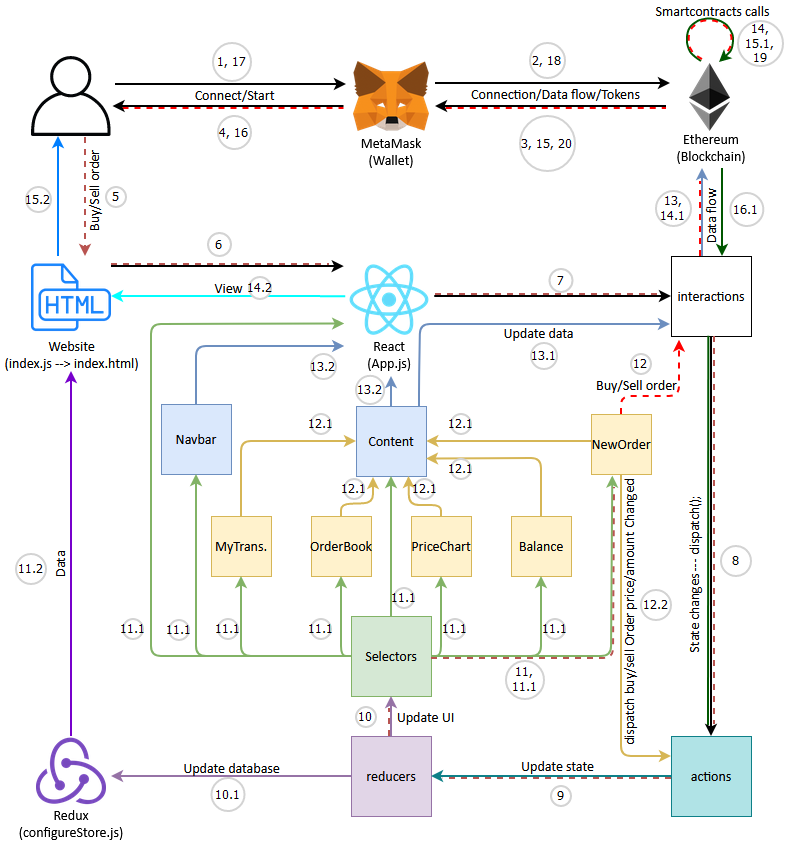 Smartcontracts calls
14,
15.1,
19
1, 17
2, 18
Connect/Start
Connection/Data flow/Tokens
4, 16
3, 15, 20
MetaMask
(Wallet)
Ethereum
(Blockchain)
15.2
Buy/Sell order
5
13,
14.1
Data flow
16.1
6
7
View
14.2
HTML
interactions
Website
(index.js --> index.html)
React
(App.js)
Update data
13.1
13.2
13.2
12
Buy/Sell order
Navbar
12.1
Content
12.1
NewOrder
12.1
12.1
12.1
MyTrans.
OrderBook
PriceChart
Balance
11.2
Data
dispatch buy/sell Order price/amount Changed
State changes --- dispatch();
8
11.1
12.2
11.1
11.1
11.1
11.1
11.1
11.1
Selectors
11,
11.1
10
Update UI
Update database
10.1
reducers
Update state
9
actions
Redux
(configureStore.js)